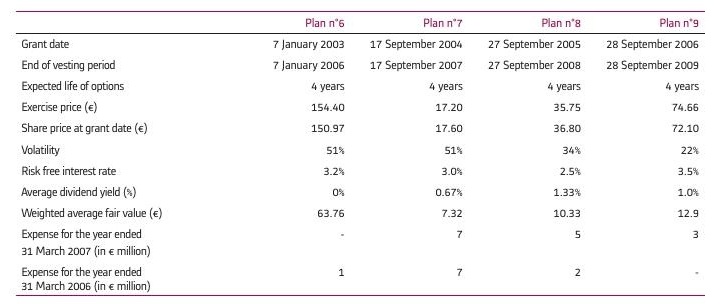 Plan n°6 Plan n°7 Plan n°8 Plan n°9
Grant date 7 January 2003 17 September 2004 27 September 2005 28 September 2006
End of vesting period 7 January 2006 17 September 2007 27 September 2008 28 September 2009
Expected life of options 4 years 4 years 4 years 4 years
Exercise price (€) 154.40 17.20 35.75 74.66
Share price at grant date (€) 150.97 17.60 36.80 72.10
Volatility 51% 51% 34% 22%
Risk free interest rate 3.2% 3.0% 2.5% 3.5%
Average dividend yield (%) 0% 0.67% 1.33% 1.0%
Weighted average fair value (€) 63.76 7.32 10.33 12.9
Expense for the year ended - 7 5 3
31 March 2007 (in € million)
Expense for the year ended 1 7 2 -
31 March 2006 (in € million)